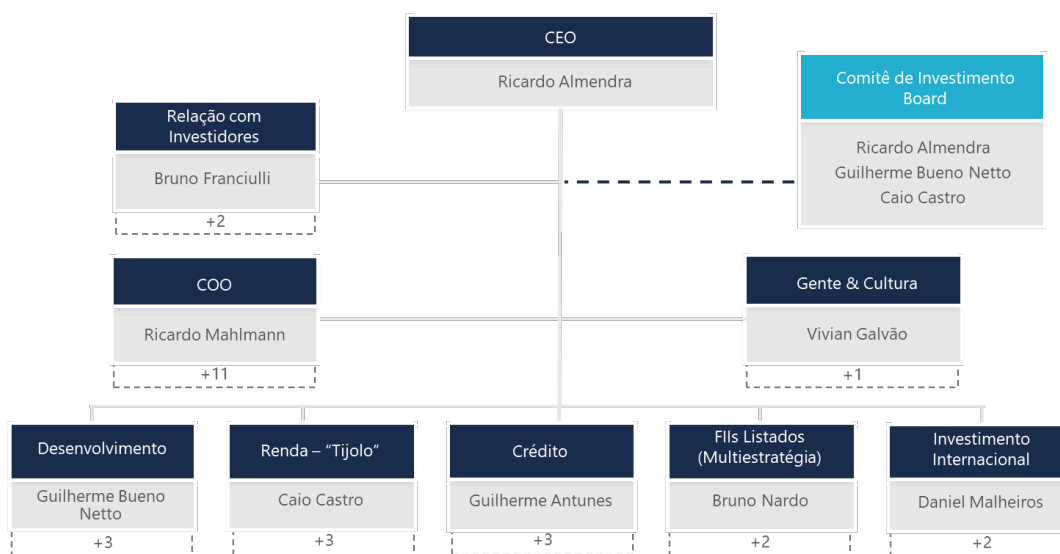 CEO
Ricardo Almendra
Comitê de Investimento
Board
Ricardo Almendra
Guilherme Bueno Netto
Caio Castro
Relação com
Investidores
Bruno Franciulli
+2
COO
Ricardo Mahlmann
+11
Gente & Cultura
Vivian Galvão
+1
Desenvolvimento
Guilherme Bueno
Netto
+3
Renda – “Tijolo”
Caio Castro
+3
Crédito
Guilherme Antunes
+3
FIIs Listados
(Multiestratégia)
Bruno Nardo
+2
Investimento
Internacional
Daniel Malheiros
+2